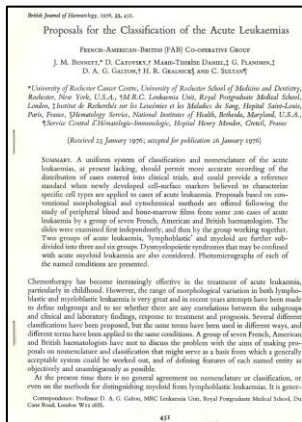 British Journal of Haematology, 1976, 33, 451.
Proposals for the Classification of the Acute Leukaemias
FRENCH-AMERICAN-BRITISH (FAB) CO-OPERATIVE GROUP
J. M. BENNETT,* D. CATOVSKY,† MARIE-THÉRÈSE DANIEL,‡ G. FLANDRIN,‡
D. A. G. GALTON,† H. R. GRALNICK§ AND C. SULTAN¶
*University of Rochester Cancer Center, University of Rochester School of Medicine and Dentistry,
Rochester, New York, U.S.A., †M.R.C. Leukaemia Unit, Royal Postgraduate Medical School,
London, ‡Institut de Recherches sur les Leucémies et les Maladies du Sang, Hôpital Saint-Louis,
Paris, France, §Hematology Service, National Institutes of Health, Bethesda, Maryland, U.S.A.,
¶Service Central d'Hématologie-Immunologie, Hôpital Henri Mondor, Creteil, France
(Received 23 January 1976; accepted for publication 26 January 1976)
SUMMARY. A uniform system of classification and nomenclature of the acute
leukaemias, at present lacking, should permit more accurate recording of the
distribution of cases entered into clinical trials, and could provide a reference
standard when newly developed cell-surface markers believed to characterize
specific cell types are applied to cases of acute leukaemia. Proposals based on con-
ventional morphological and cytochemical methods are offered following the
study of peripheral blood and bone-marrow films from some 200 cases of acute
leukaemia by a group of seven French, American and British haematologists. The
slides were examined first independently, and then by the group working together.
Two groups of acute leukaemia, 'lymphoblastic' and myeloid are further sub-
divided into three and six groups. Dysmyelopoietic syndromes that may be confused
with acute myeloid leukaemia are also considered. Photomicrographs of each of
the named conditions are presented.
Chemotherapy has become increasingly effective in the treatment of acute leukaemia,
particularly in childhood. However, the range of morphological variation in both lympho-
blastic and myeloblastic leukaemia is very great and in recent years attempts have been made
to define subgroups and to see whether there are any correlations between the subgroups
and clinical and laboratory findings, response to treatment and prognosis. Several different
classifications have been proposed, but the same terms have been used in different ways, and
different terms have been applied to the same conditions. A group of seven French, American
and British haematologists have met to discuss the problem with the aims of making pro-
posals on nomenclature and classification that might serve as a basis from which a generally
acceptable system could be worked out, and of defining features of each named entity as
objectively and unambiguously as possible.
At the present time there is no general agreement on nomenclature or classification, or
even on the methods for distinguishing myeloid from lymphoblastic leukaemias. It is gener-
Correspondence: Professor D. A. G. Galton, MRC Leukaemia Unit, Royal Postgraduate Medical School, Du
Cane Road, London W12 0HS.
451